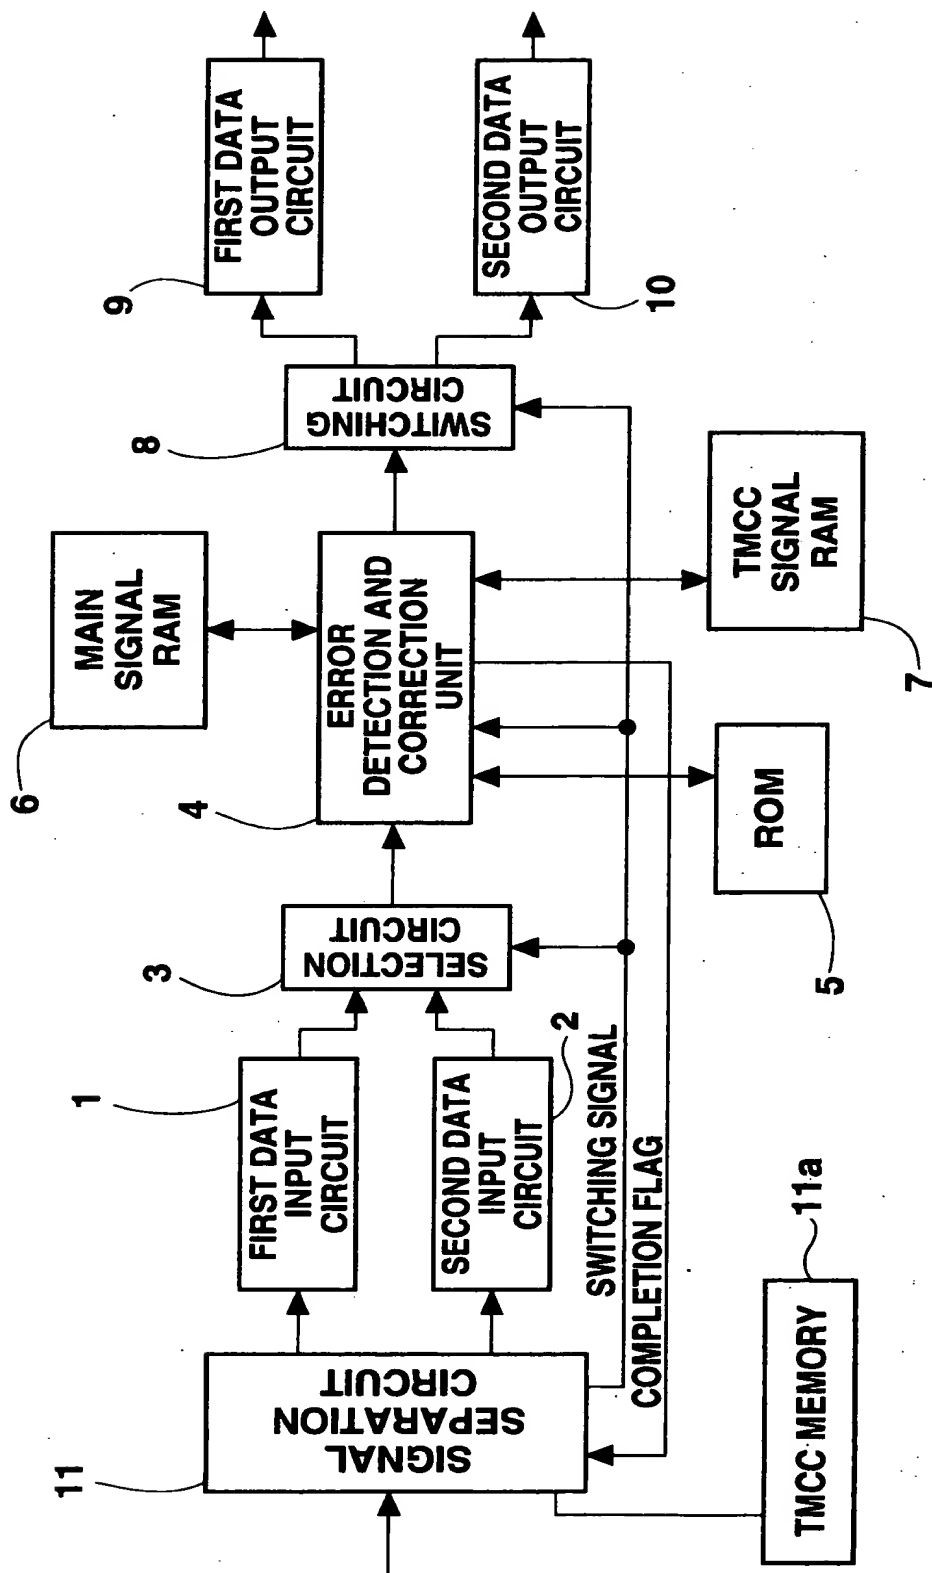 11
SIGNAL
SEPARATION
CIRCUIT
TMCC MEMORY
11a
1
FIRST DATA
INPUT
CIRCUIT
SECOND DATA
INPUT
CIRCUIT
2
SWITCHING SIGNAL
COMPLETION FLAG
3
SELECTION
CIRCUIT
4
ERROR
DETECTION AND
CORRECTION
UNIT
ROM
5
6
MAIN
SIGNAL
RAM
TMCC
SIGNAL
RAM
7
8
SWITCHING
CIRCUIT
9
FIRST DATA
OUTPUT
CIRCUIT
SECOND DATA
OUTPUT
CIRCUIT
10